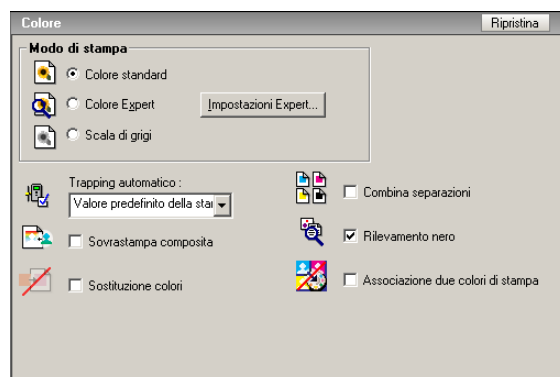 Colore Ripristina
Modo di stampa
Colore standard
Colore Expert Impostazioni Expert...
Scala di grigi
Trapping automatico :
Valore predefinito della star
Combina separazioni
Sovrastampa composita
Rilevamento nero
Sostituzione colori
Associazione due colori di stampa